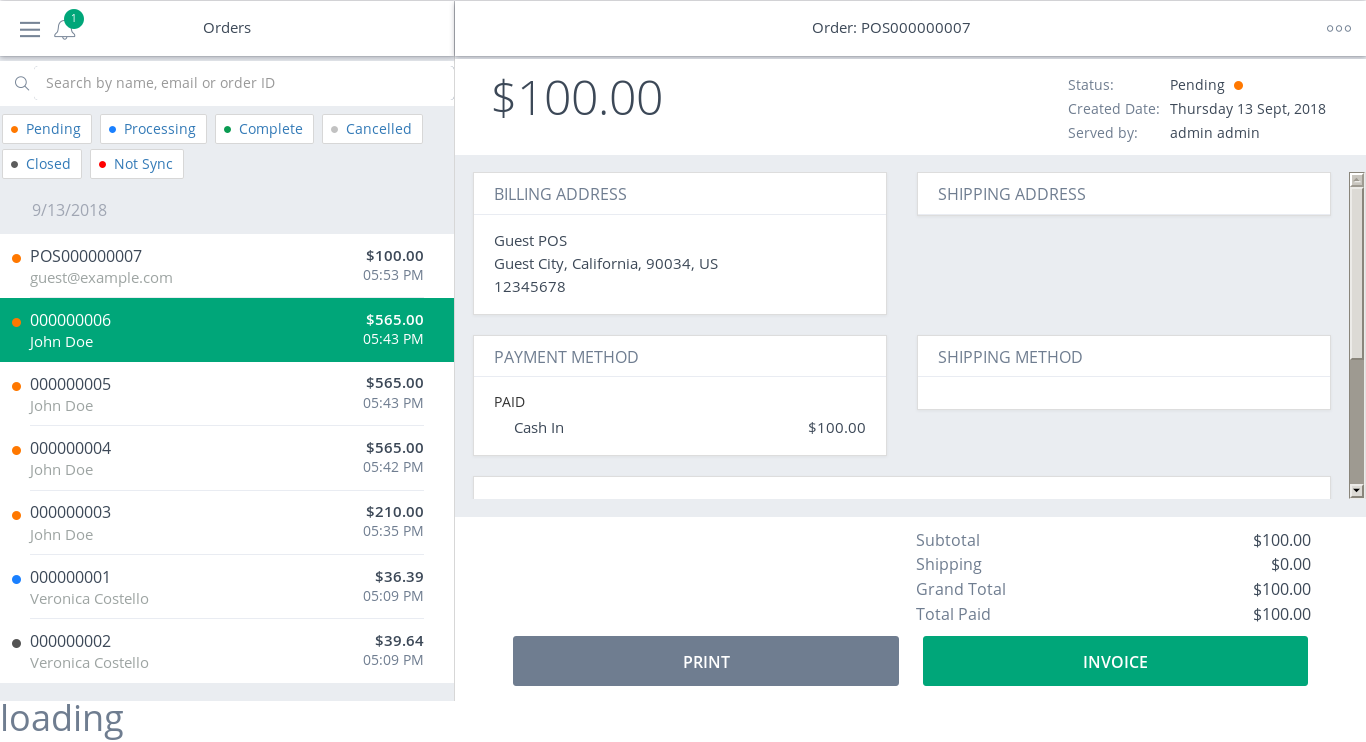 1
Orders
Search by name, email or order ID
Pending
Processing
Complete
Cancelled
Closed
Not Sync
9/13/2018
POS000000007 $100.00
guest@example.com 05:53 PM
000000006 $565.00
John Doe 05:43 PM
000000005 $565.00
John Doe 05:43 PM
000000004 $565.00
John Doe 05:42 PM
000000003 $210.00
John Doe 05:35 PM
000000001 $36.39
Veronica Costello 05:09 PM
000000002 $39.64
Veronica Costello 05:09 PM
loading
Order: POS000000007
$100.00
Status: Pending
Created Date: Thursday 13 Sept, 2018
Served by: admin admin
BILLING ADDRESS
Guest POS
Guest City, California, 90034, US
12345678
SHIPPING ADDRESS
PAYMENT METHOD
PAID
Cash In $100.00
SHIPPING METHOD
Subtotal $100.00
Shipping $0.00
Grand Total $100.00
Total Paid $100.00
PRINT
INVOICE